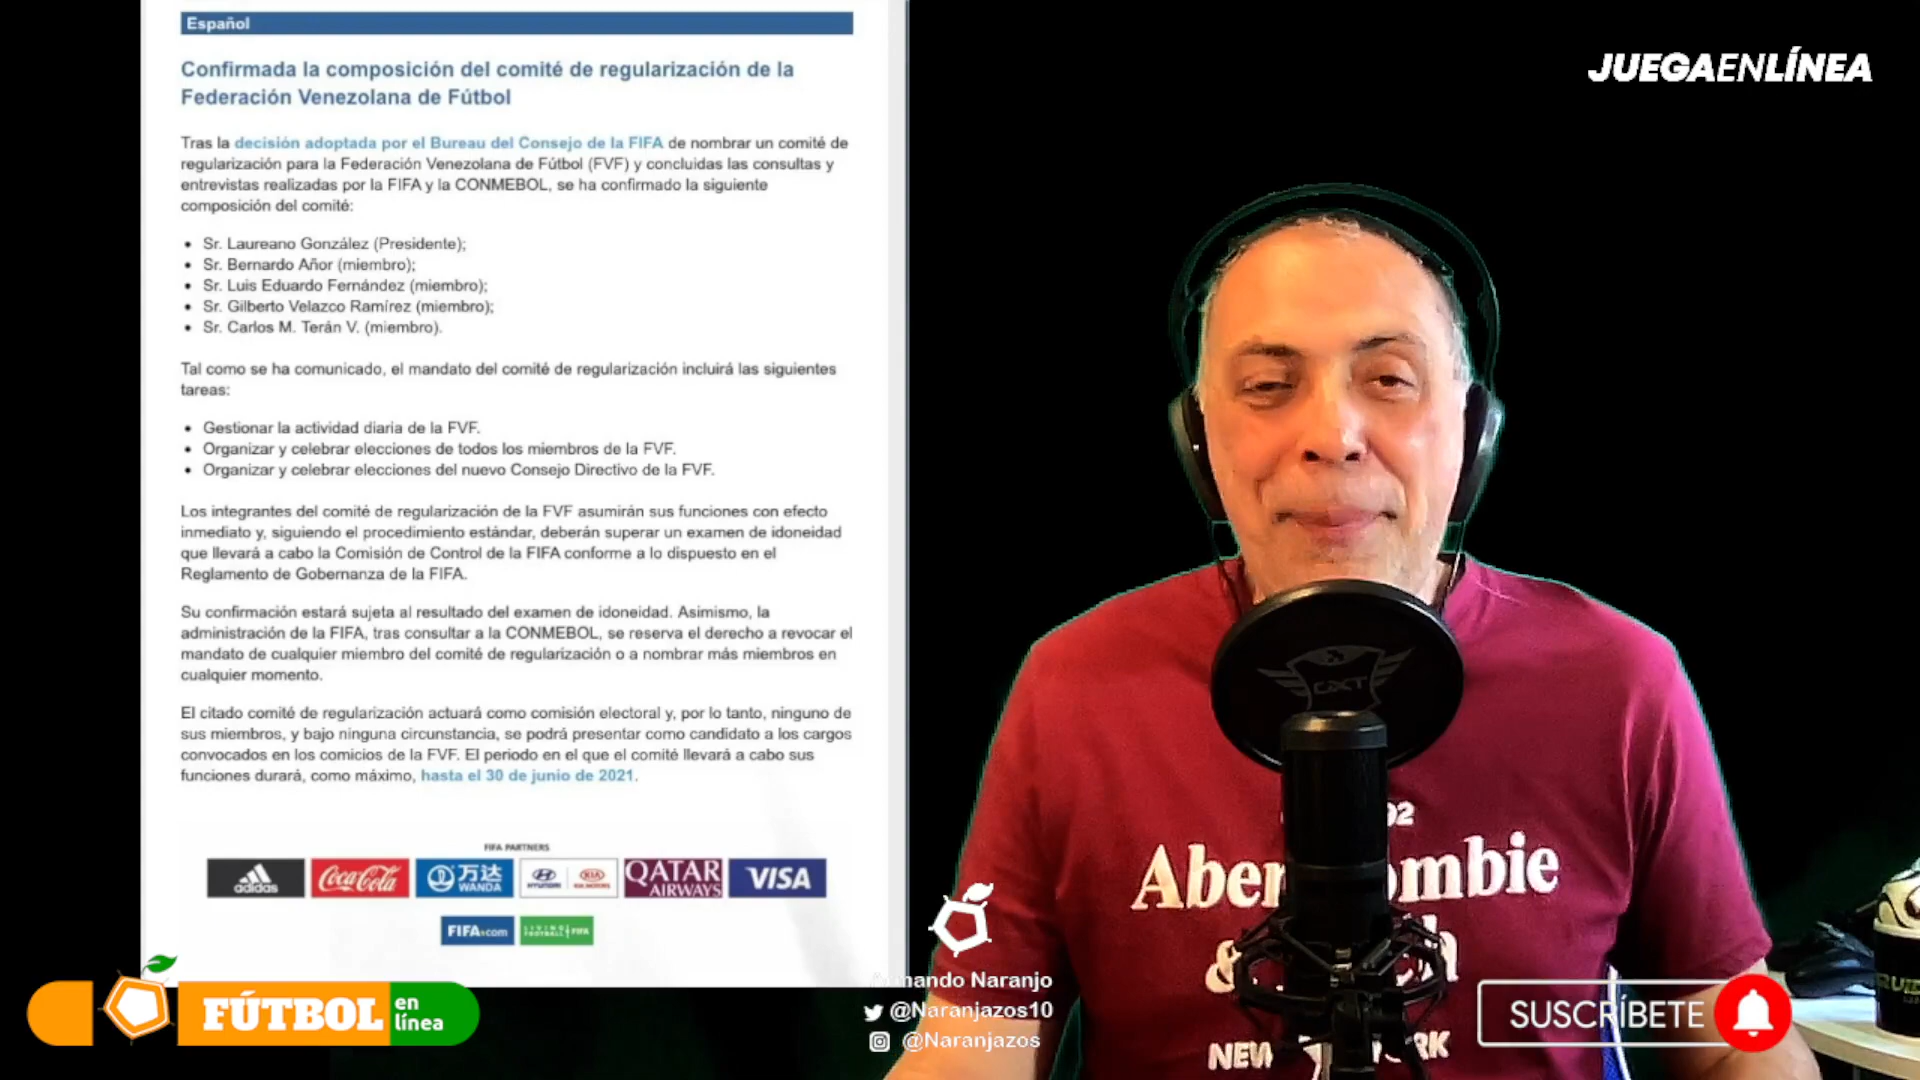 Español
Confirmada la composición del comité de regularización de la
Federación Venezolana de Fútbol
Tras la decisión adoptada por el Bureau del Consejo de la FIFA de nombrar un comité de
regularización para la Federación Venezolana de Fútbol (FVF) y concluidas las consultas y
entrevistas realizadas por la FIFA y la CONMEBOL, se ha confirmado la siguiente
composición del comité:
• Sr. Laureano González (Presidente);
• Sr. Bernardo Añor (miembro);
• Sr. Luis Eduardo Fernández (miembro);
• Sr. Gilberto Velazco Ramírez (miembro);
• Sr. Carlos M. Terán V. (miembro).
Tal como se ha comunicado, el mandato del comité de regularización incluirá las siguientes
tareas:
• Gestionar la actividad diaria de la FVF.
• Organizar y celebrar elecciones de todos los miembros de la FVF.
• Organizar y celebrar elecciones del nuevo Consejo Directivo de la FVF.
Los integrantes del comité de regularización de la FVF asumirán sus funciones con efecto
inmediato y, siguiendo el procedimiento estándar, deberán superar un examen de idoneidad
que llevará a cabo la Comisión de Control de la FIFA conforme a lo dispuesto en el
Reglamento de Gobernanza de la FIFA.
Su confirmación estará sujeta al resultado del examen de idoneidad. Asimismo, la
administración de la FIFA, tras consultar a la CONMEBOL, se reserva el derecho a revocar el
mandato de cualquier miembro del comité de regularización o a nombrar más miembros en
cualquier momento.
El citado comité de regularización actuará como comisión electoral y, por lo tanto, ninguno de
sus miembros, y bajo ninguna circunstancia, se podrá presentar como candidato a los cargos
convocados en los comicios de la FVF. El periodo en el que el comité llevará a cabo sus
funciones durará, como máximo, hasta el 30 de junio de 2021.
FIFA PARTNERS
adidas Coca-Cola 万达 WANDA HYUNDAI KIA MOTORS QATAR AIRWAYS VISA
FIFA.com LIVING FOOTBALL FIFA
JUEGAENLÍNEA
GXT
Aber ombie
&
NEW RK
FÚTBOL en línea
mando Naranjo
@Naranjazos10
@Naranjazos
SUSCRÍBETE